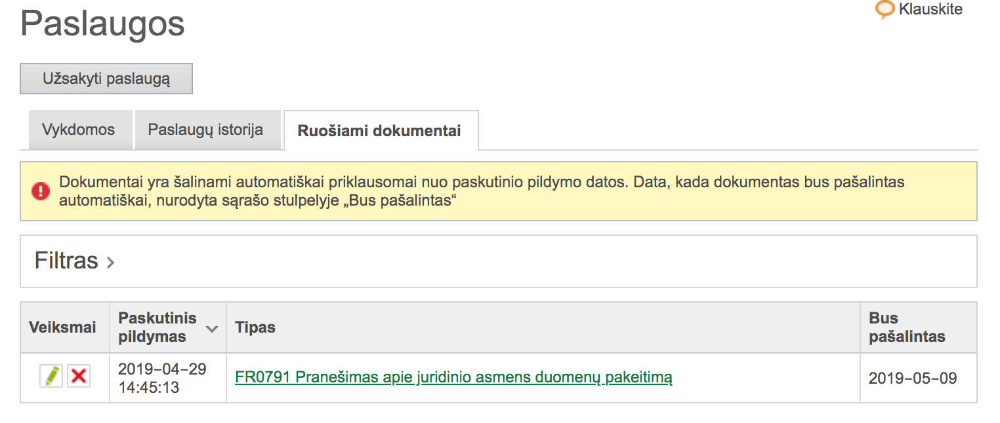 Klauskite
Paslaugos
Užsakyti paslaugą
Vykdomos
Paslaugų istorija
Ruošiami dokumentai
Dokumentai yra šalinami automatiškai priklausomai nuo paskutinio pildymo datos. Data, kada dokumentas bus pašalintas
automatiškai, nurodyta sąrašo stulpelyje „Bus pašalintas“
Filtras
Veiksmai
Paskutinis
pildymas
Tipas
Bus
pašalintas
2019–04–29
14:45:13
FR0791 Pranešimas apie juridinio asmens duomenų pakeitimą
2019–05–09